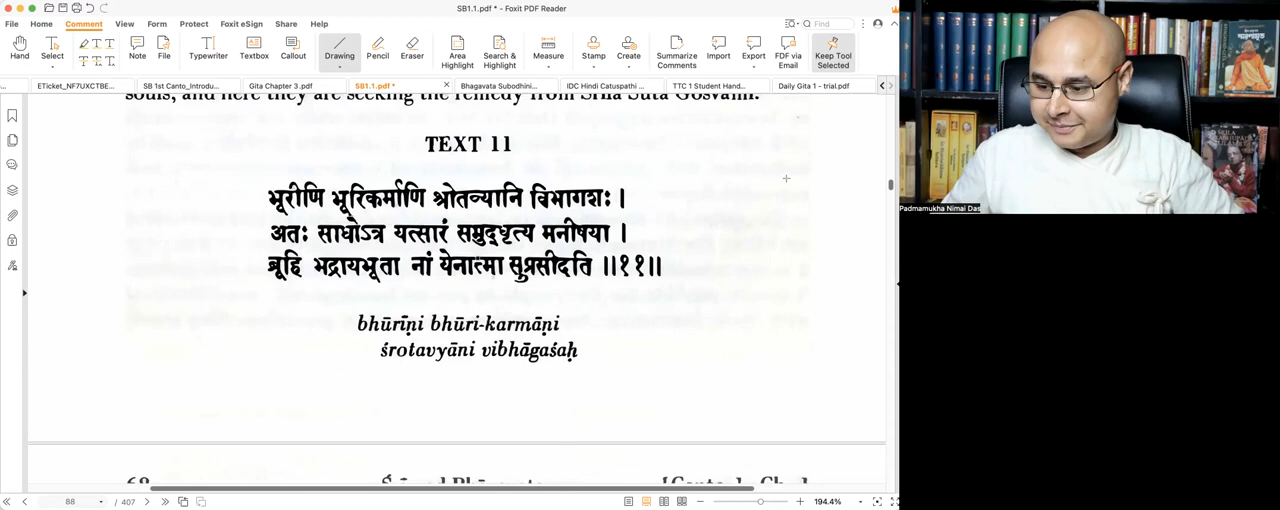 SB1.1.pdf * - Foxit PDF Reader
File Home Comment View Form Protect Foxit eSign Share Help
Find
Hand Select Note File Typewriter Textbox Callout Drawing Pencil Eraser Area Highlight Search & Highlight Measure Stamp Create Summarize Comments Import Export FDF via Email Keep Tool Selected
ETicket_NF7UXCTBE... SB 1st Canto_Introdu... Gita Chapter 3.pdf SB1.1.pdf * Bhagavata Subodhini... IDC Hindi Catuspathi ... TTC 1 Student Hand... Daily Gita 1 - trial.pdf
souls, and here they are seeking the remedy from Śrīla Sūta Gosvāmī.
TEXT 11
भूरीणि भूरिकर्माणि श्रोतव्यानि विभागशः ।
अतः साधोऽत्र यत्सारं समुद्धृत्य मनीषया ।
ब्रूहि भद्रायभूता नां येनात्मा सुप्रसीदति ॥११॥
bhūrīṇi bhūri-karmāṇi
śrotavyāni vibhāgaśaḥ
88 / 407
194.4%
Padmamukha Nimai Das